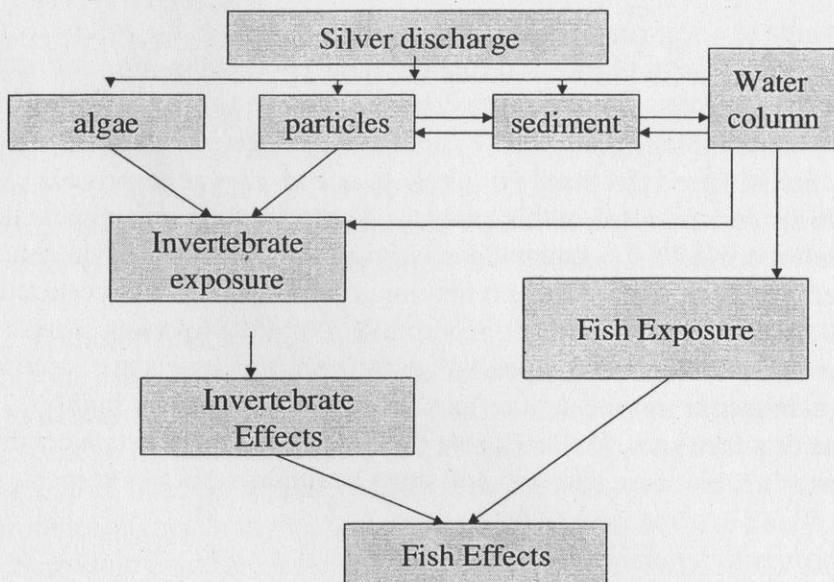 Silver discharge
Water
column
algae
particles
sediment
Invertebrate
exposure
Fish Exposure
Invertebrate
Effects
Fish Effects